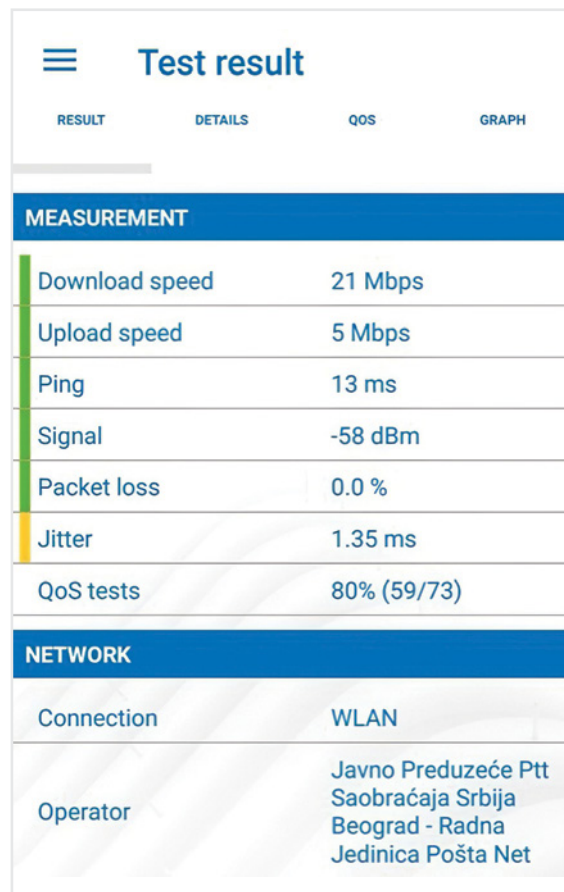 Test result
RESULT DETAILS QOS GRAPH
MEASUREMENT
Download speed 21 Mbps
Upload speed 5 Mbps
Ping 13 ms
Signal -58 dBm
Packet loss 0.0 %
Jitter 1.35 ms
QoS tests 80% (59/73)
NETWORK
Connection WLAN
Operator
Javno Preduzeće Ptt
Saobraćaja Srbija
Beograd - Radna
Jedinica Pošta Net